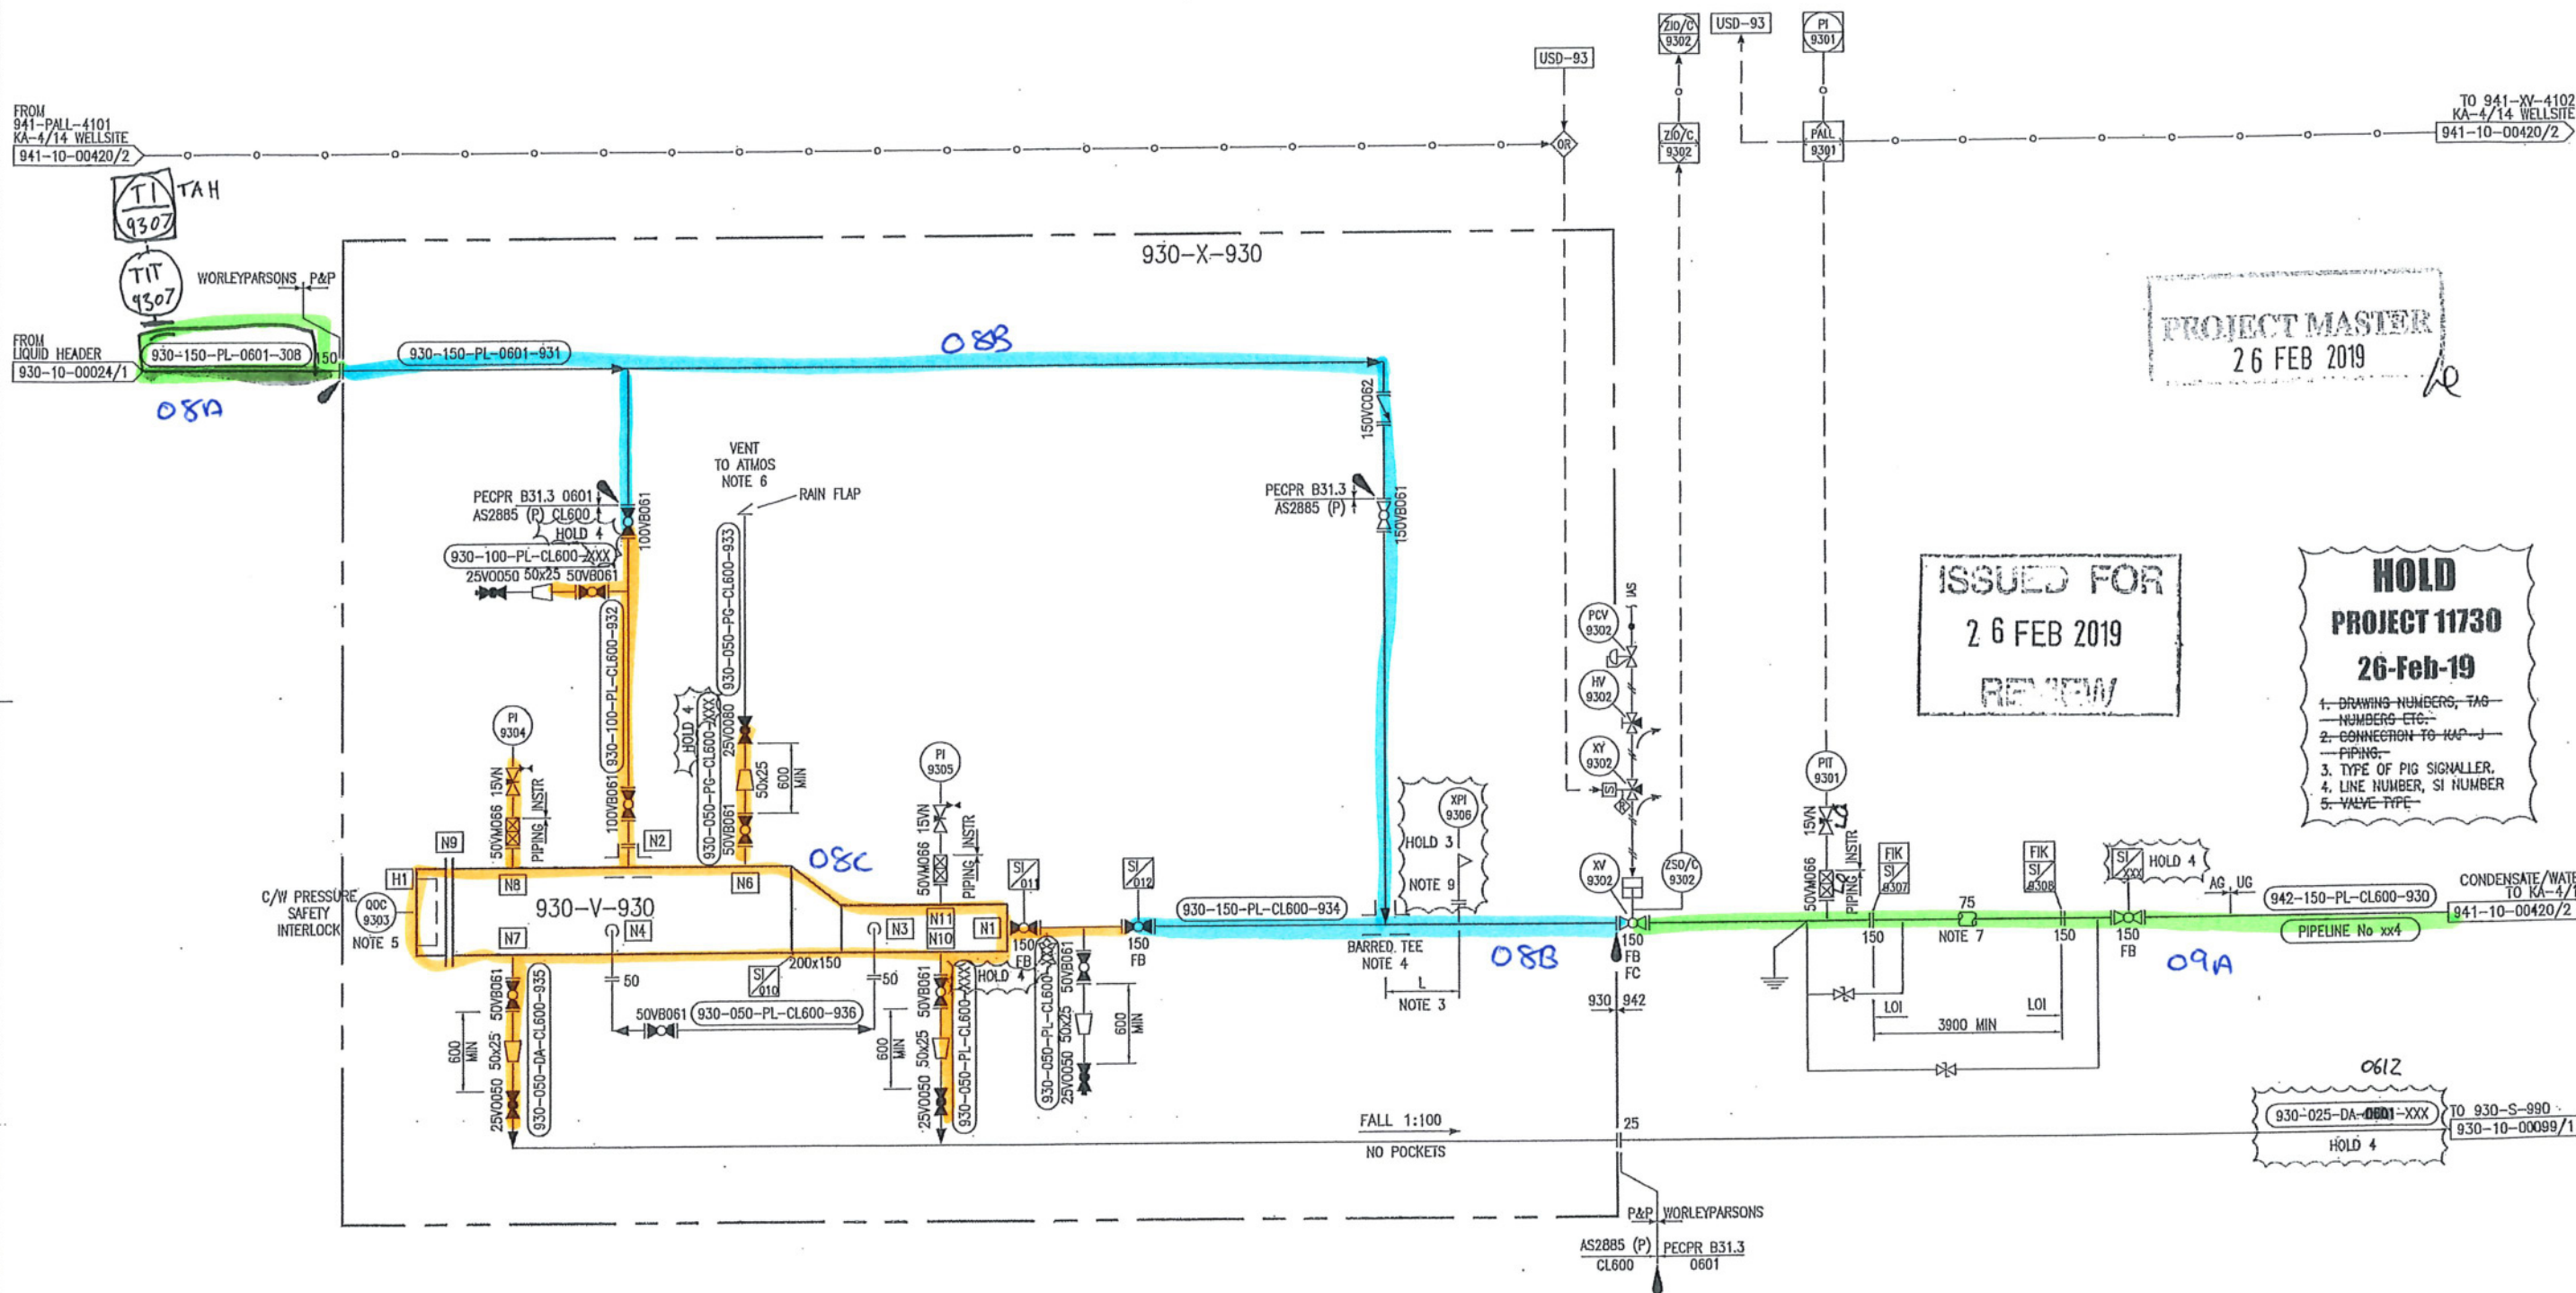 FROM
941-PALL-4101
KA-4/14 WELLSITE
941-10-00420/2
USD-93
OR
ZIO/C
9302
ZIO/C
9302
USD-93
PI
9301
PALL
9301
TO 941-XV-4102
KA-4/14 WELLSITE
941-10-00420/2
TI
9307
TAH
TIT
9307
WORLEYPARSONS P&P
FROM
LIQUID HEADER
930-10-00024/1
930-150-PL-0601-308
150
08A
930-X-930
930-150-PL-0601-931
08B
150VC062
PROJECT MASTER
26 FEB 2019
PECPR B31.3 0601
AS2885 (P) CL600
HOLD 4
930-100-PL-CL600-XXX
100VB061
25VO050 50x25 50VB061
930-100-PL-CL600-932
100VB061
VENT
TO ATMOS
NOTE 6
RAIN FLAP
930-050-PG-CL600-933
HOLD 4
930-050-PG-CL600-XXX
25VO080
50x25
600
MIN
50VB061
PECPR B31.3
AS2885 (P)
150VB061
ISSUED FOR
26 FEB 2019
REVIEW
HOLD
PROJECT 11730
26-Feb-19
1. DRAWING NUMBERS, TAG
NUMBERS ETC.
2. CONNECTION TO KAP-J
PIPING.
3. TYPE OF PIG SIGNALLER.
4. LINE NUMBER, SI NUMBER
5. VALVE TYPE
IAS
PCV
9302
HV
9302
XY
9302
S
R
XV
9302
ZSO/C
9302
PI
9304
50VM066 15VN
PIPING INSTR
PI
9305
50VM066 15VN
PIPING INSTR
XPI
9306
HOLD 3
NOTE 9
PIT
9301
50VM066 15VN
PIPING INSTR
N9
H1
N8
N2
N6
08C
C/W PRESSURE
SAFETY
INTERLOCK
QOC
9303
NOTE 5
930-V-930
N7
N4
N3
N11
N10
N1
SI
011
SI
012
150
FB
150
FB
SI
010
200x150
HOLD 4
930-150-PL-CL600-934
BARRED TEE
NOTE 4
L
NOTE 3
08B
150
FB
FC
930 942
FIK
SI
9307
75
NOTE 7
FIK
SI
9308
SI
XXX
HOLD 4
150
150
150
FB
AG UG
942-150-PL-CL600-930
PIPELINE No xx4
CONDENSATE/WATE
TO KA-4/1
941-10-00420/2
09A
LOI
LOI
3900 MIN
50VB061
600
MIN
25VO050 50x25
930-050-DA-CL600-935
50
50VB061 930-050-PL-CL600-936
50
50VB061
600
MIN
25VO050 50x25
930-050-PL-CL600-XXX
930-050-PL-CL600-XXX
25VO050 50x25 50VB061
600
MIN
FALL 1:100
NO POCKETS
25
0612
930-025-DA-0601-XXX
HOLD 4
TO 930-S-990
930-10-00099/1
P&P WORLEYPARSONS
AS2885 (P) PECPR B31.3
CL600 0601